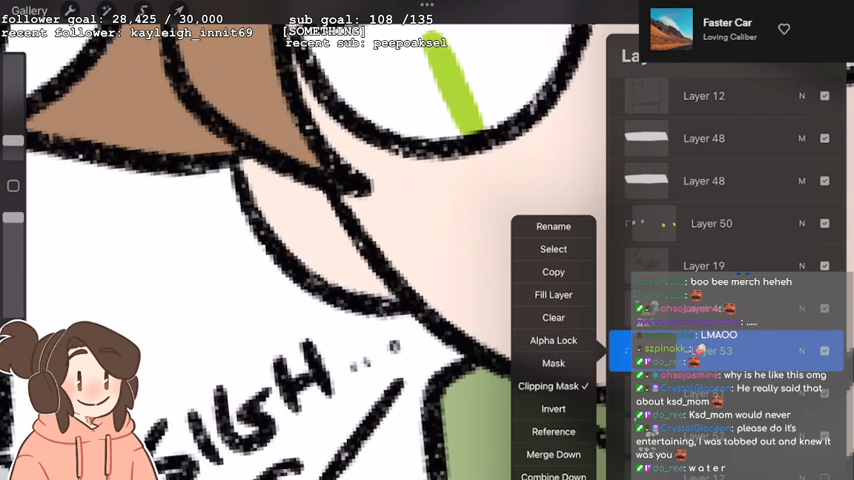 Gallery
follower goal: 28,425 / 30,000
recent follower: kayleigh_innit69
sub goal: 108 /135
[SOMETHING]
recent sub: peepoaksel
Faster Car
Loving Caliber
Layer 12
N
Layer 48
M
Layer 48
M
Layer 50
N
Layer 19
N
N
53
N
N
N
N
Rename
Select
Copy
Fill Layer
Clear
Alpha Lock
Mask
Clipping Mask ✓
Invert
Reference
Merge Down
Combine Down
boo bee merch heheh
ohsojasmine:
: .....
: LMAOO
szpinakk_:
do_ree:
ohsojasmine: why is he like this omg
CrystalGlaceon: He really said that
about ksd_mom
do_ree: Ksd_mom would never
CrystalGlaceon: please do it's
entertaining, I was tabbed out and knew it
was you
do_ree: w a t e r